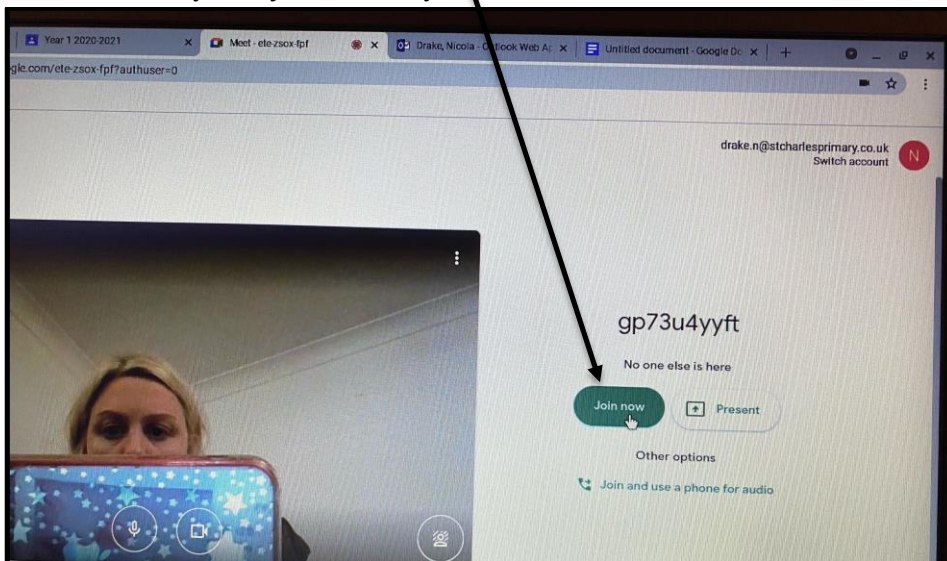 Year 1 2020-2021
Meet - ete-zsox-fpf
Drake, Nicola - Outlook Web Ac
Untitled document - Google Do
gle.com/ete-zsox-fpf?authuser=0
drake.n@stcharlesprimary.co.uk
Switch account
N
gp73u4yyft
No one else is here
Join now
Present
Other options
Join and use a phone for audio